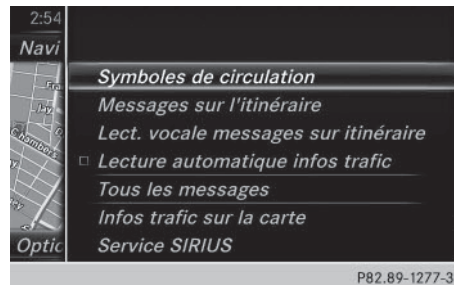 2:54
Navi
Symboles de circulation
Messages sur l'itinéraire
Lect. vocale messages sur itinéraire
Lecture automatique infos trafic
Tous les messages
Infos trafic sur la carte
Optic
Service SIRIUS
Chambers
P82.89-1277-3